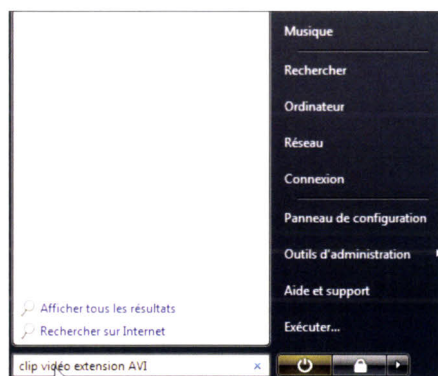 Musique
Rechercher
Ordinateur
Réseau
Connexion
Panneau de configuration
Outils d'administration
Aide et support
Exécuter...
Afficher tous les résultats
Rechercher sur Internet
clip vidéo extension AVI